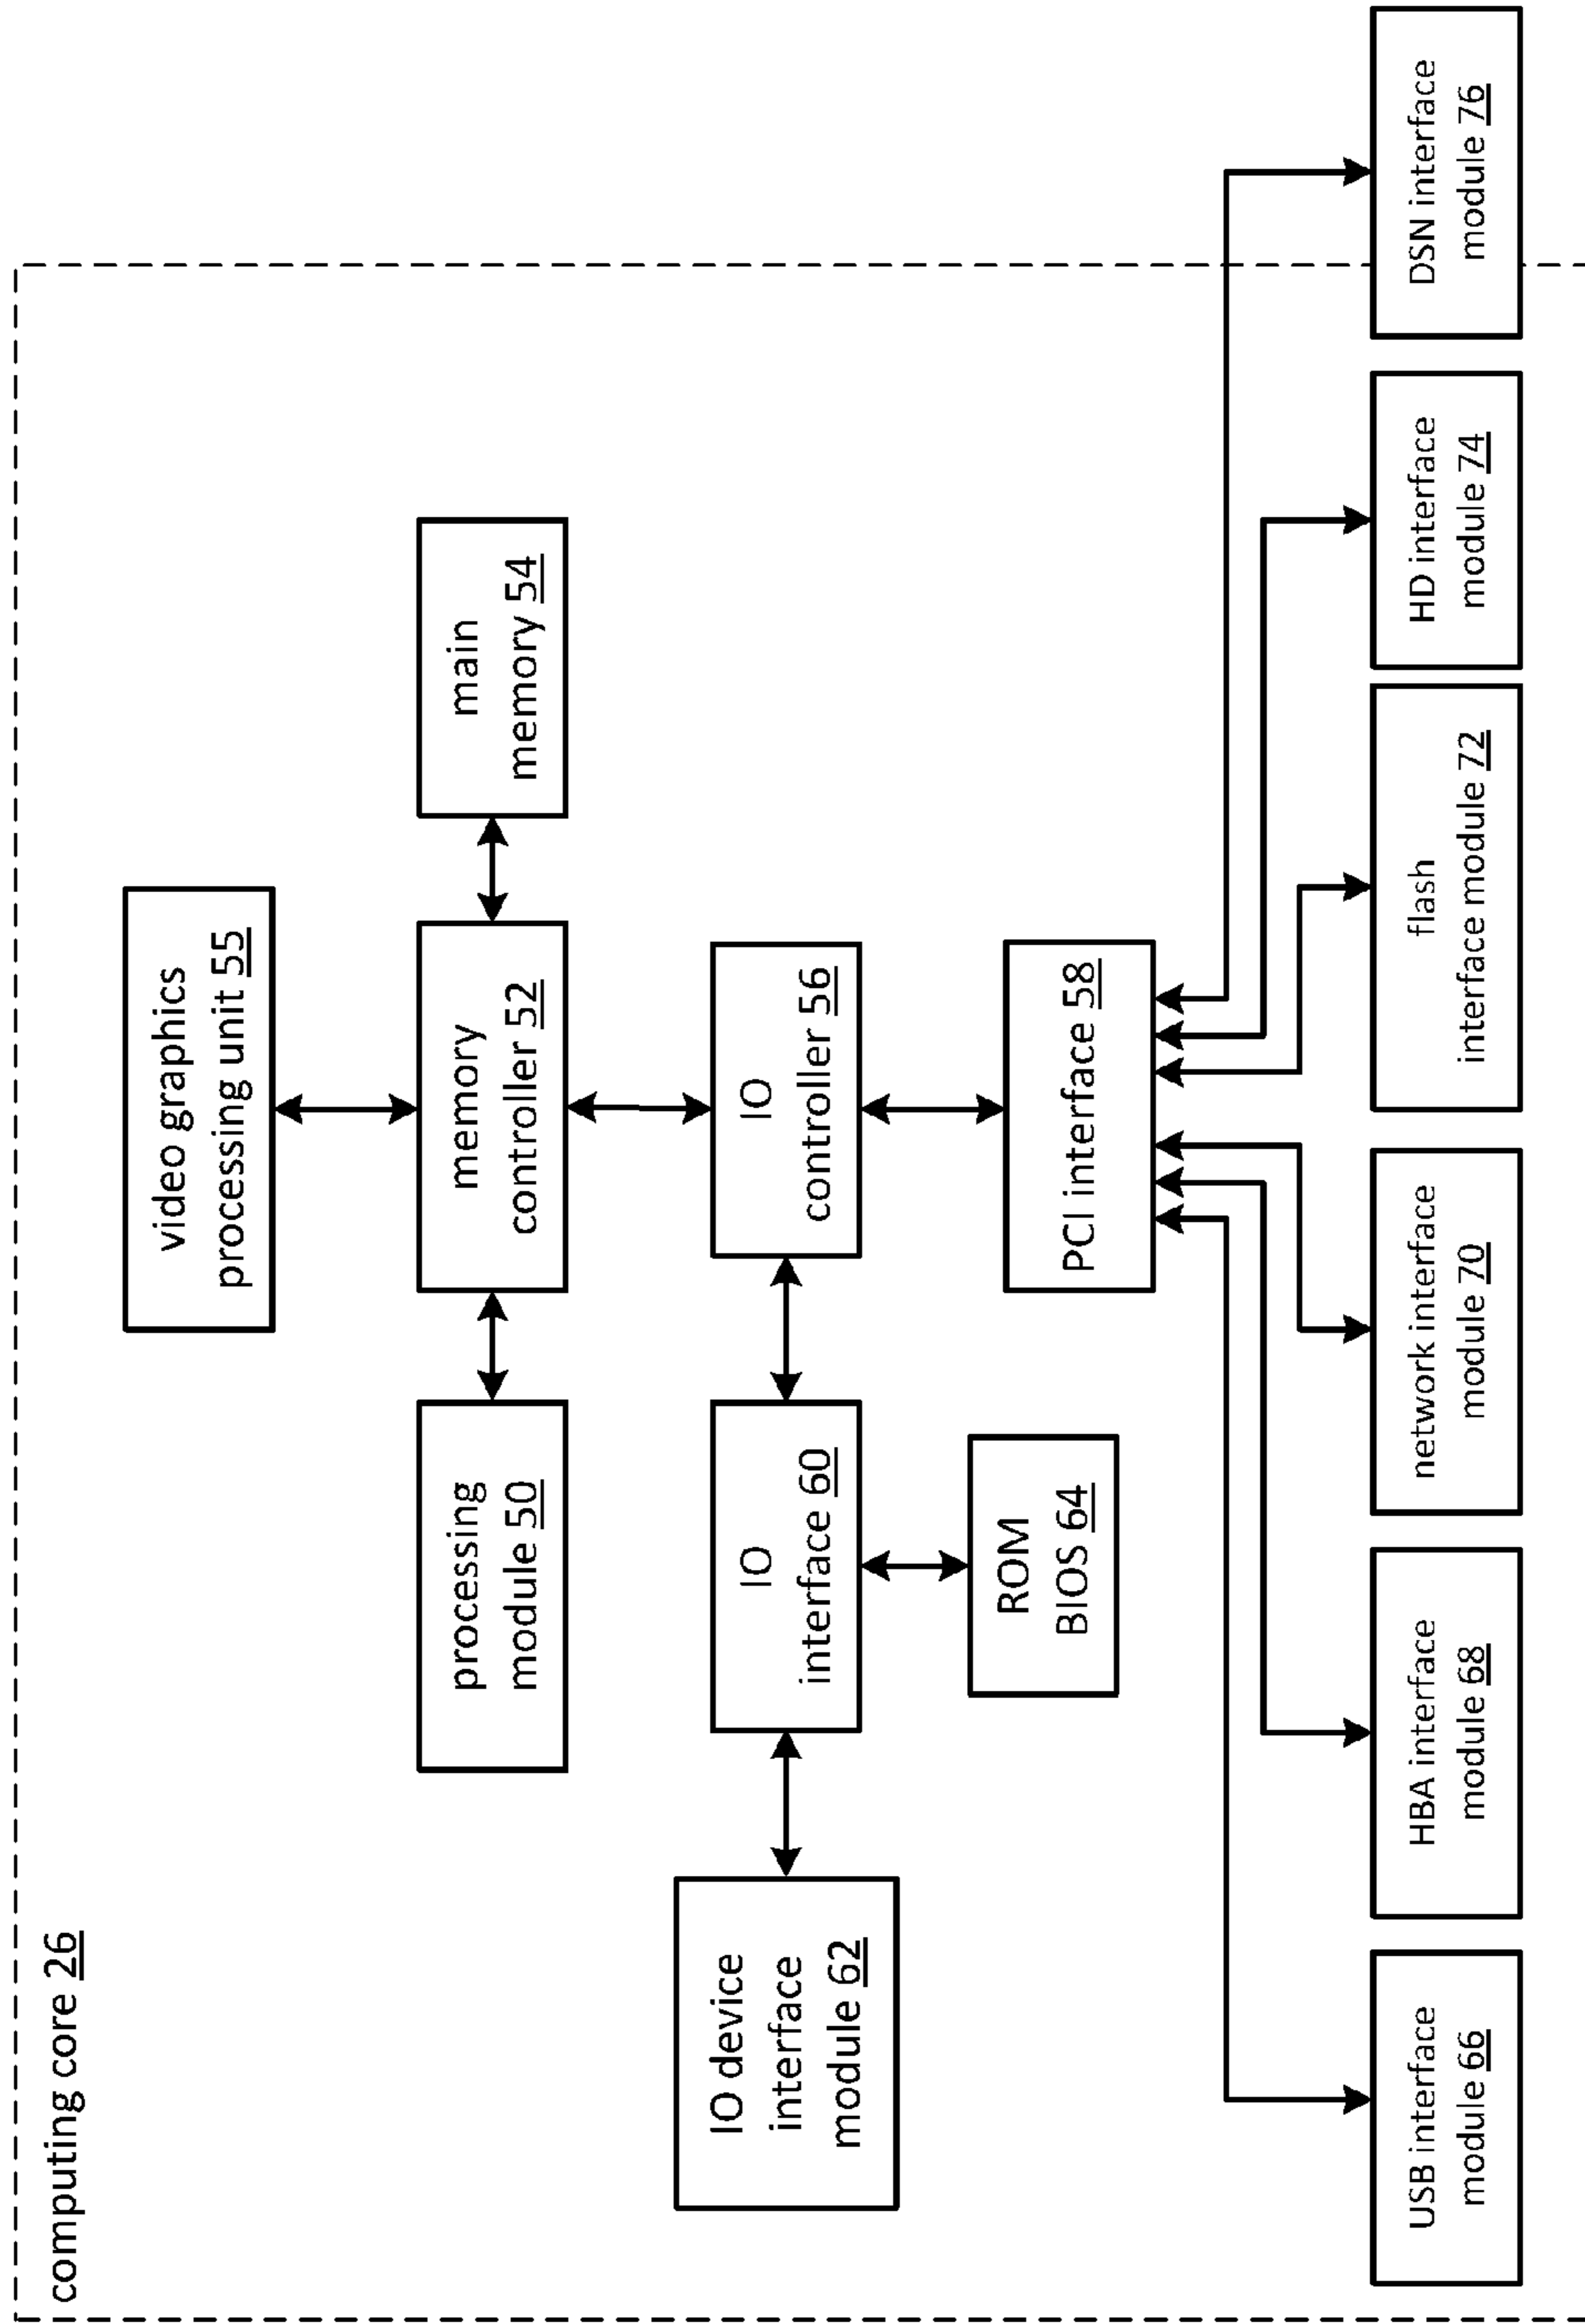 computing core 26
video graphics
processing unit 55
processing
module 50
memory
controller 52
main
memory 54
IO device
interface
module 62
IO
interface 60
IO
controller 56
ROM
BIOS 64
PCI interface 58
USB interface
module 66
HBA interface
module 68
network interface
module 70
flash
interface module 72
HD interface
module 74
DSN interface
module 76